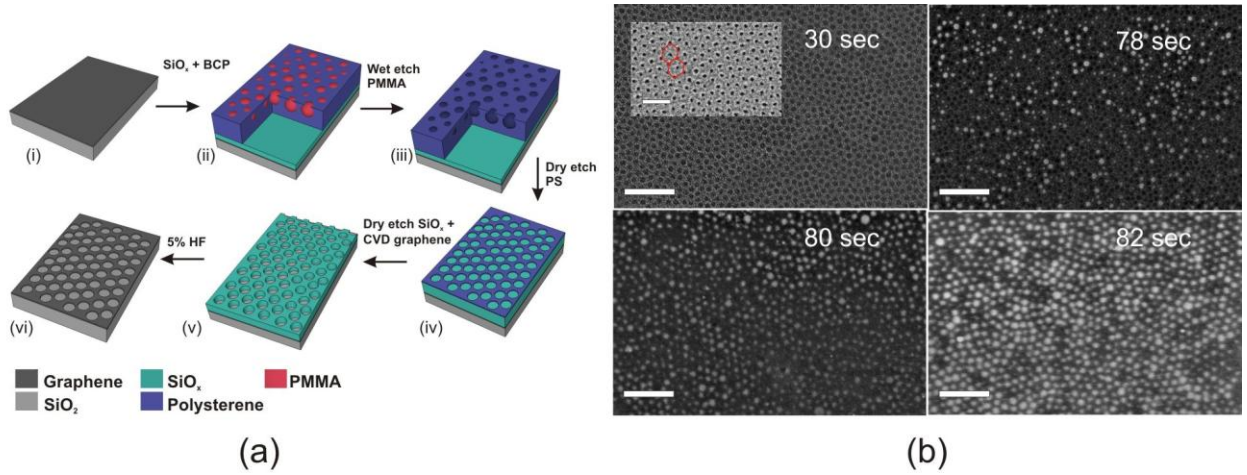 SiOₓ + BCP
Wet etch
PMMA
(i)
(ii)
(iii)
Dry etch
PS
5% HF
Dry etch SiOₓ +
CVD graphene
(vi)
(v)
(iv)
Graphene
SiOₓ
PMMA
SiO₂
Polysterene
(a)
30 sec
78 sec
80 sec
82 sec
(b)